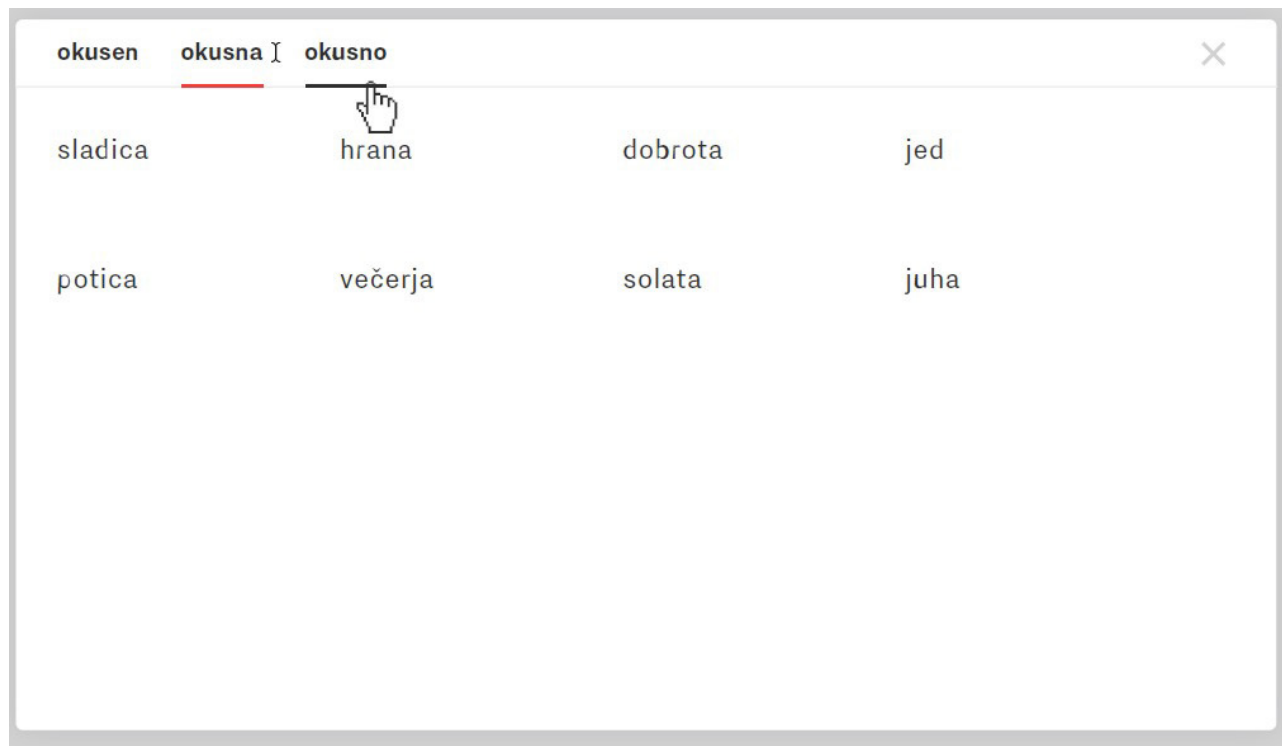 okusen okusna okusno
sladica hrana dobrota jed
potica večerja solata juha